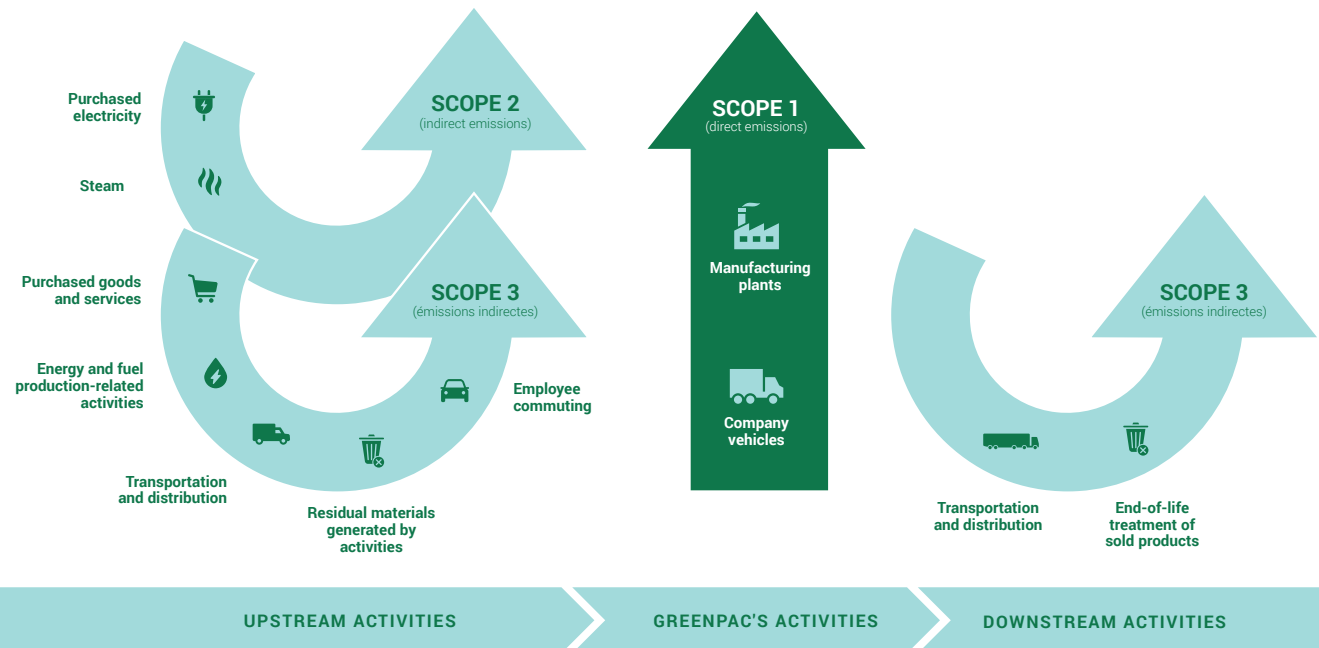 Purchased
electricity
Steam
SCOPE 2
(indirect emissions)
Purchased goods
and services
Energy and fuel
production-related
activities
Transportation
and distribution
Residual materials
generated by
activities
Employee
commuting
SCOPE 3
(émissions indirectes)
SCOPE 1
(direct emissions)
Manufacturing
plants
Company
vehicles
SCOPE 3
(émissions indirectes)
Transportation
and distribution
End-of-life
treatment of
sold products
UPSTREAM ACTIVITIES
GREENPAC'S ACTIVITIES
DOWNSTREAM ACTIVITIES